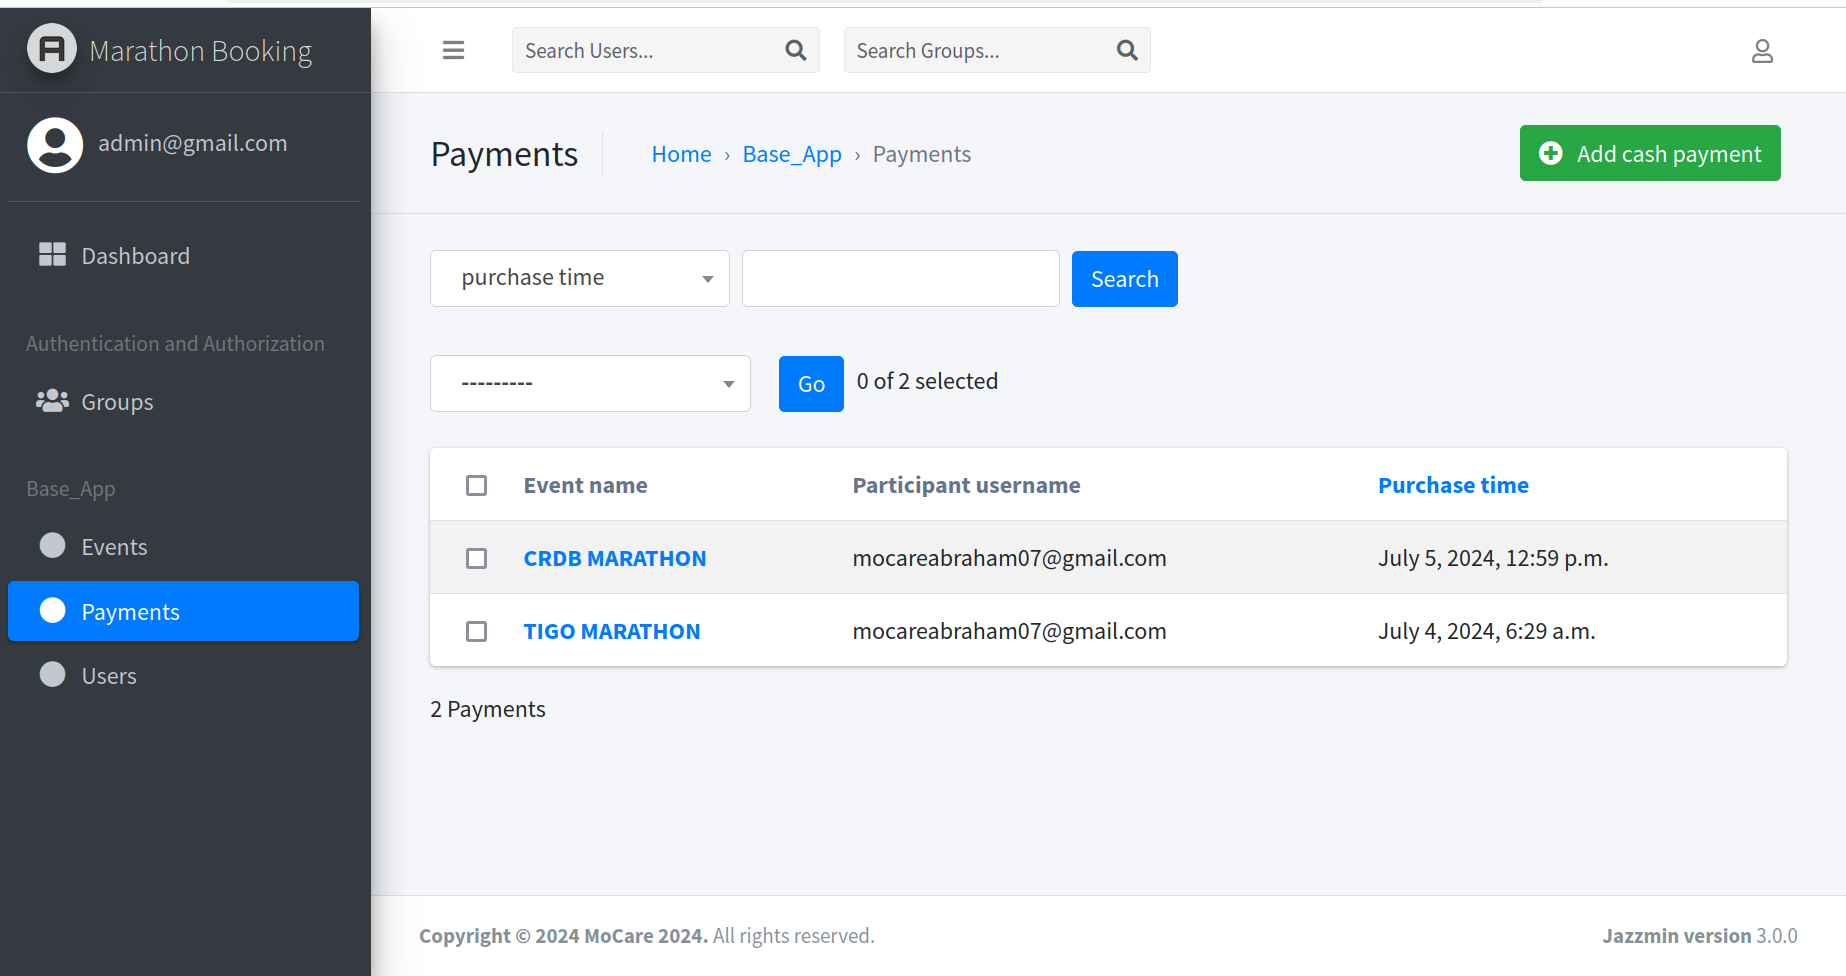 Marathon Booking
Search Users...
Search Groups...
admin@gmail.com
Payments
Home › Base_App › Payments
Add cash payment
Dashboard
purchase time
Search
Authentication and Authorization
Groups
---------
Go
0 of 2 selected
Base_App
Events
Payments
Users
Event name Participant username Purchase time
CRDB MARATHON mocareabraham07@gmail.com July 5, 2024, 12:59 p.m.
TIGO MARATHON mocareabraham07@gmail.com July 4, 2024, 6:29 a.m.
2 Payments
Copyright © 2024 MoCare 2024. All rights reserved.
Jazzmin version 3.0.0